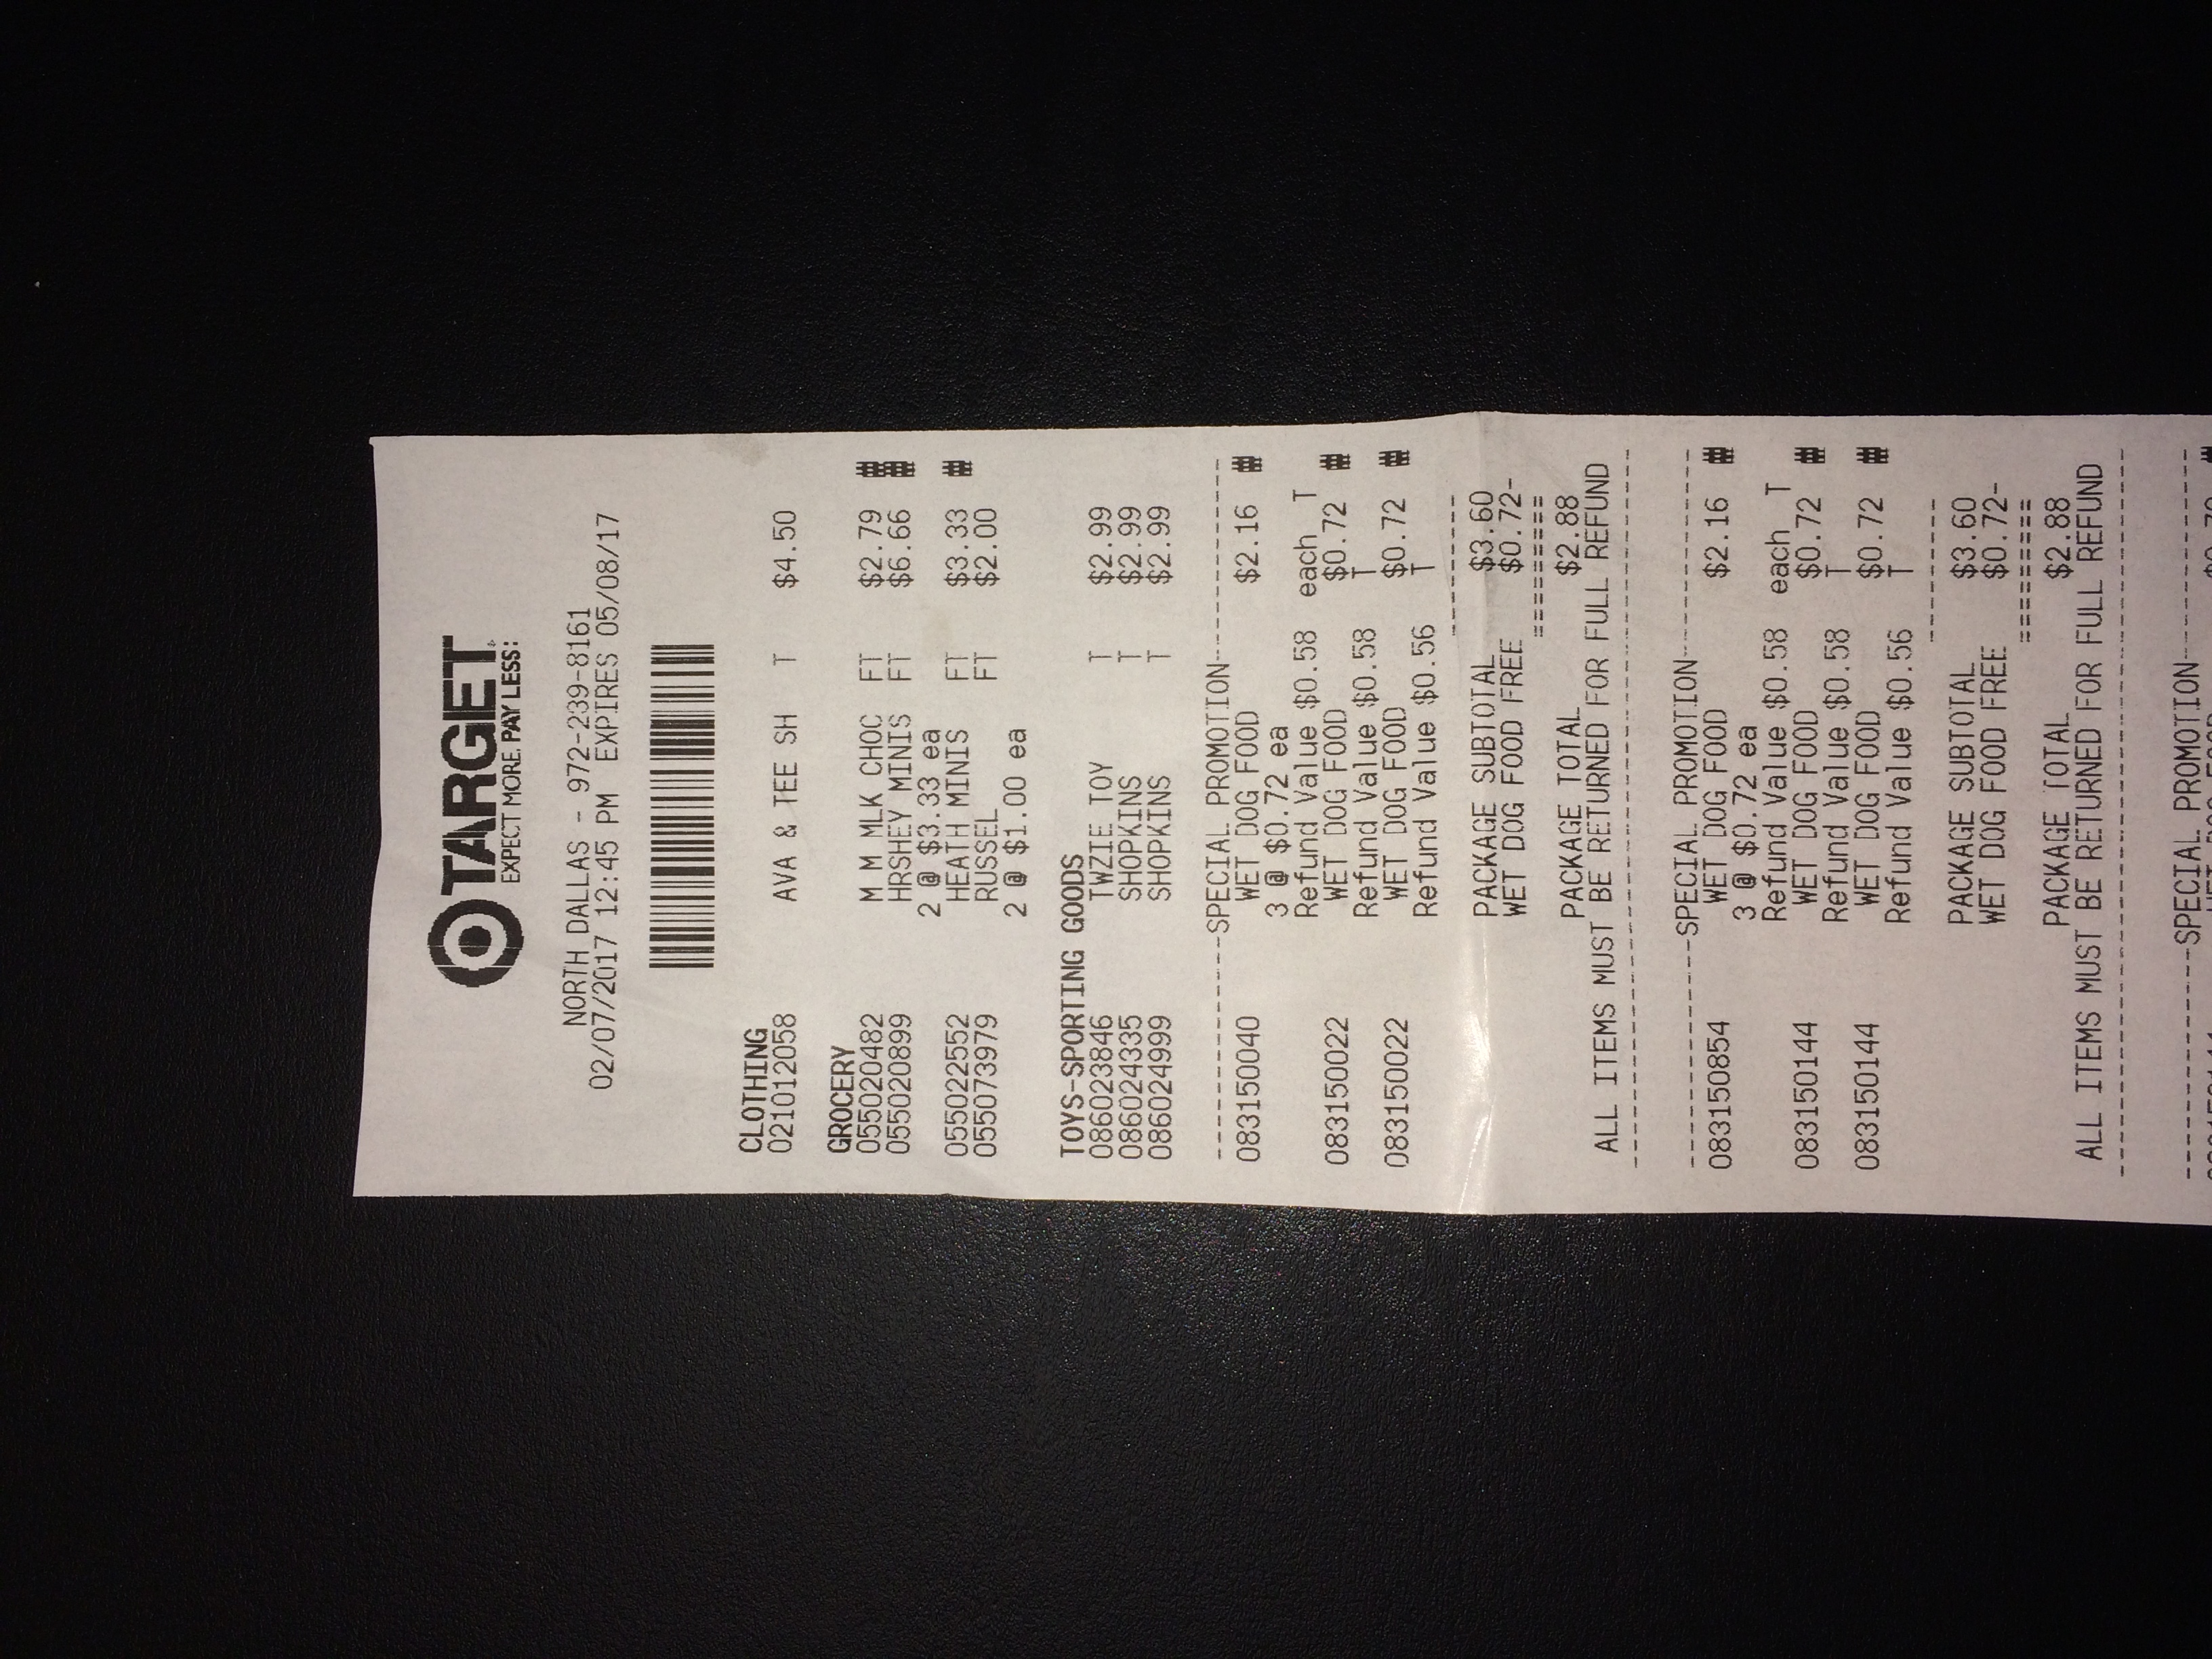 TARGET
EXPECT MORE. PAY LESS.
NORTH DALLAS - 972-239-8161
02/07/2017 12:45 PM EXPIRES 05/08/17
CLOTHING
021012058 AVA & TEE SH T $4.50
GROCERY
055020482 M M MLK CHOC FT $2.79
055020899 HRSHEY MINIS FT $6.66
2 @ $3.33 ea
055022552 HEATH MINIS FT $3.33
055073979 RUSSEL FT $2.00
2 @ $1.00 ea
TOYS-SPORTING GOODS
086023846 TWZIE TOY T $2.99
086024335 SHOPKINS T $2.99
086024999 SHOPKINS T $2.99
--------------SPECIAL PROMOTION-------------
083150040 WET DOG FOOD $2.16
3 @ $0.72 ea
Refund Value $0.58 each T
083150022 WET DOG FOOD $0.72
Refund Value $0.58 T
083150022 WET DOG FOOD $0.72
Refund Value $0.56 T
---------
PACKAGE SUBTOTAL $3.60
WET DOG FOOD FREE $0.72-
=========
PACKAGE TOTAL $2.88
ALL ITEMS MUST BE RETURNED FOR FULL REFUND
--------------------------------------------
--------------SPECIAL PROMOTION-------------
083150854 WET DOG FOOD $2.16
3 @ $0.72 ea
Refund Value $0.58 each T
083150144 WET DOG FOOD $0.72
Refund Value $0.58 T
083150144 WET DOG FOOD $0.72
Refund Value $0.56 T
---------
PACKAGE SUBTOTAL $3.60
WET DOG FOOD FREE $0.72-
=========
PACKAGE TOTAL $2.88
ALL ITEMS MUST BE RETURNED FOR FULL REFUND
--------------------------------------------
--------------SPECIAL PROMOTION-------------